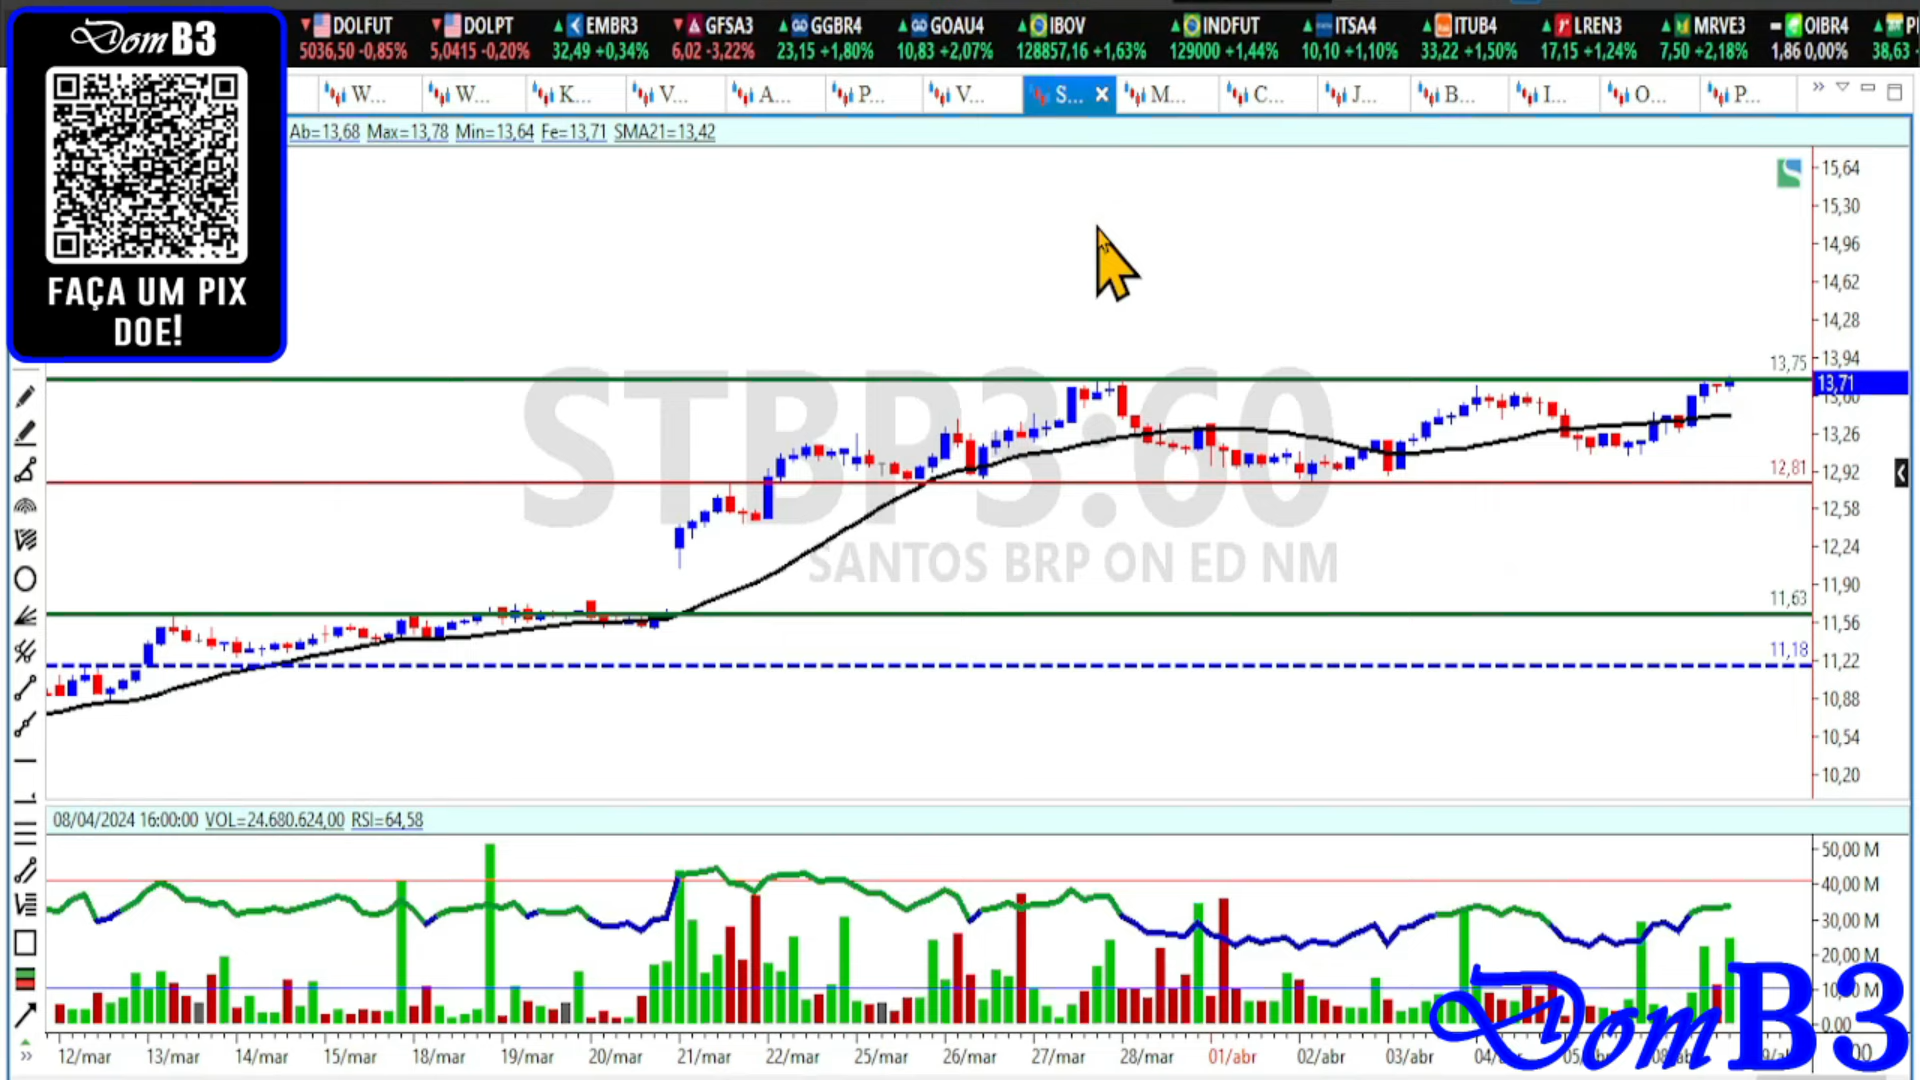 Dom B3
FAÇA UM PIX
DOE!
DOLFUT
5036,50 -0,85%
DOLPT
5,0415 -0,20%
EMBR3
32,49 +0,34%
GFSA3
6,02 -3,22%
GGBR4
23,15 +1,80%
GOAU4
10,83 +2,07%
IBOV
128857,16 +1,63%
INDFUT
129000 +1,44%
ITSA4
10,10 +1,10%
ITUB4
33,22 +1,50%
LREN3
17,15 +1,24%
MRVE3
7,50 +2,18%
OIBR4
1,86 0,00%
38,63
W... W... K... V... A... P... V... S... M... C... J... B... I... O... P...
Ab=13,68 Max=13,78 Min=13,64 Fe=13,71 SMA21=13,42
STBP3:60
SANTOS BRP ON ED NM
15,64
15,30
14,96
14,62
14,28
13,94
13,75
13,71
13,60
13,26
12,92
12,81
12,58
12,24
11,90
11,63
11,56
11,22
11,18
10,88
10,54
10,20
08/04/2024 16:00:00 VOL=24.680.624,00 RSI=64,58
50,00 M
40,00 M
30,00 M
20,00 M
0,00
12/mar 13/mar 14/mar 15/mar 18/mar 19/mar 20/mar 21/mar 22/mar 25/mar 26/mar 27/mar 28/mar 01/abr 02/abr 03/abr
Dom B3